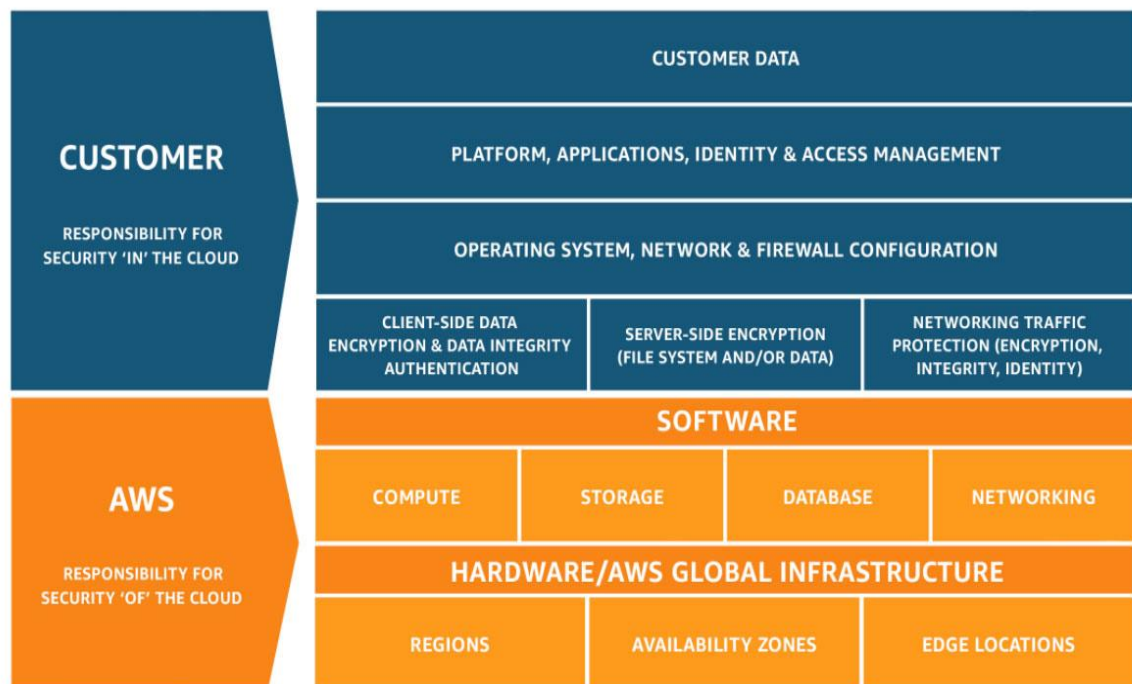 CUSTOMER
RESPONSIBILITY FOR
SECURITY ‘IN’ THE CLOUD
CUSTOMER DATA
PLATFORM, APPLICATIONS, IDENTITY & ACCESS MANAGEMENT
OPERATING SYSTEM, NETWORK & FIREWALL CONFIGURATION
CLIENT-SIDE DATA
ENCRYPTION & DATA INTEGRITY
AUTHENTICATION
SERVER-SIDE ENCRYPTION
(FILE SYSTEM AND/OR DATA)
NETWORKING TRAFFIC
PROTECTION (ENCRYPTION,
INTEGRITY, IDENTITY)
AWS
RESPONSIBILITY FOR
SECURITY ‘OF’ THE CLOUD
SOFTWARE
COMPUTE
STORAGE
DATABASE
NETWORKING
HARDWARE/AWS GLOBAL INFRASTRUCTURE
REGIONS
AVAILABILITY ZONES
EDGE LOCATIONS